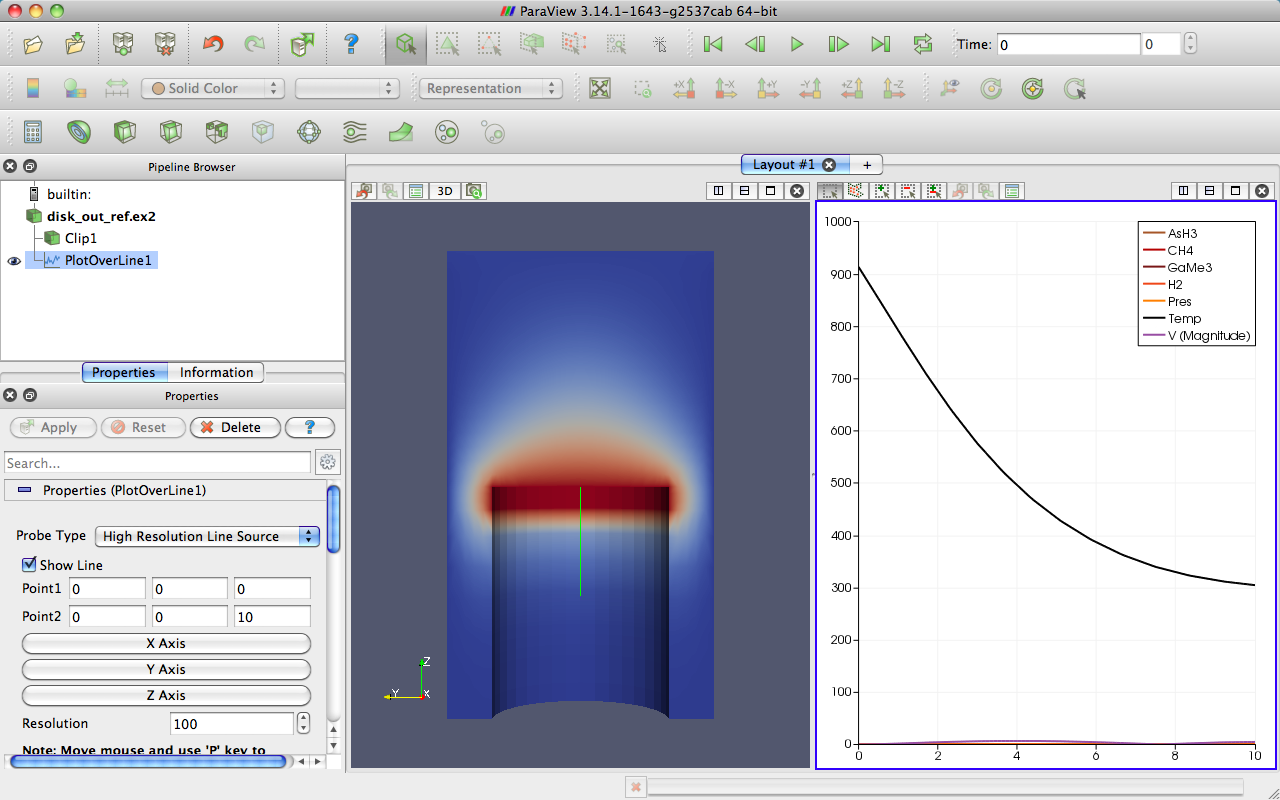 ParaView 3.14.1-1643-g2537cab 64-bit
Time: 0 0
Solid Color Representation +X -X +Y -Y +Z -Z
Pipeline Browser
builtin:
disk_out_ref.ex2
Clip1
PlotOverLine1
Properties Information
Properties
Apply Reset Delete ?
Search...
Properties (PlotOverLine1)
Probe Type High Resolution Line Source
Show Line
Point1 0 0 0
Point2 0 0 10
X Axis
Y Axis
Z Axis
Resolution 100
Note: Move mouse and use 'P' key to
Layout #1 +
3D
Z
Y X
1000
900
800
700
600
500
400
300
200
100
0
0 2 4 6 8 10
AsH3
CH4
GaMe3
H2
Pres
Temp
V (Magnitude)